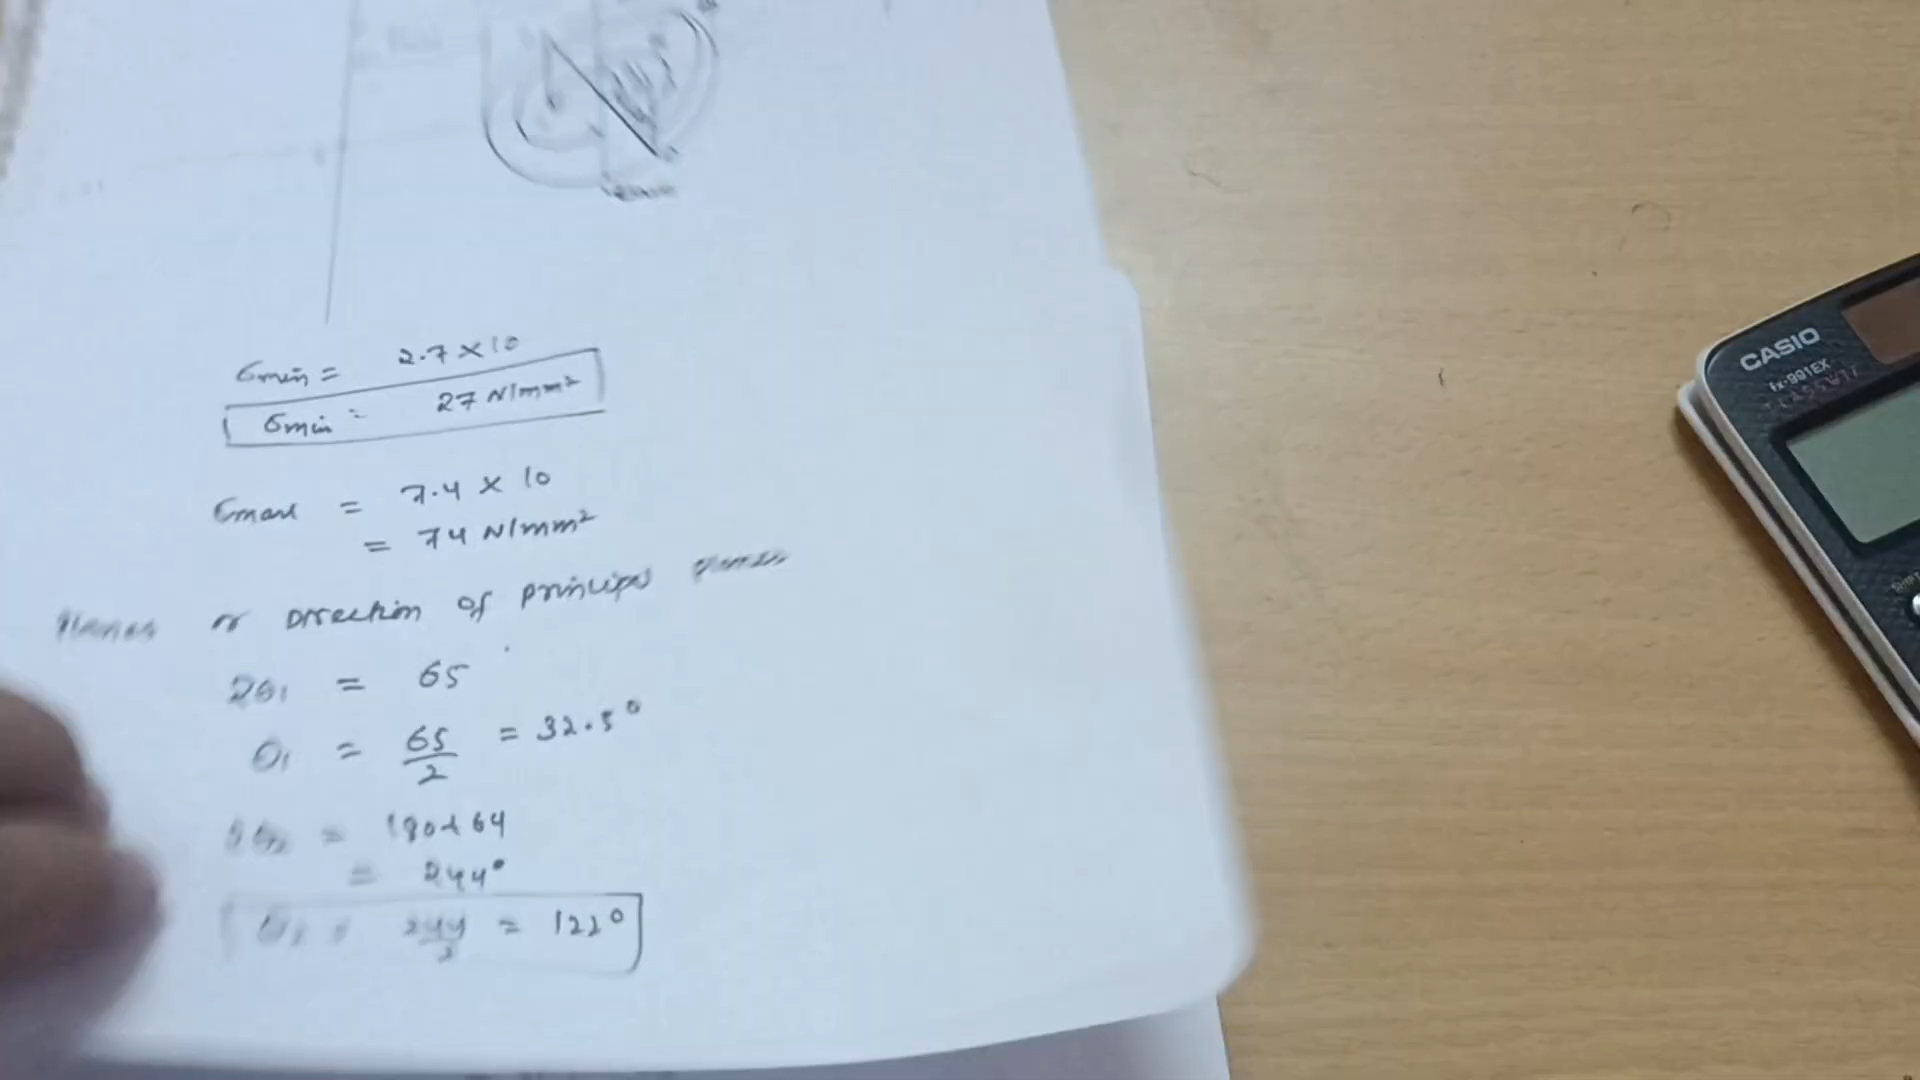 σmin = 2.7 × 10
σmin = 27 N/mm²
σmax = 7.4 × 10
= 74 N/mm²
Planes or Direction of principal planes
2θ₁ = 65
θ₁ = 65/2 = 32.5°
2θ₂ = 180+64
= 244°
θ₂ = 244/2 = 122°
CASIO
fx-991EX
CLASSWIZ